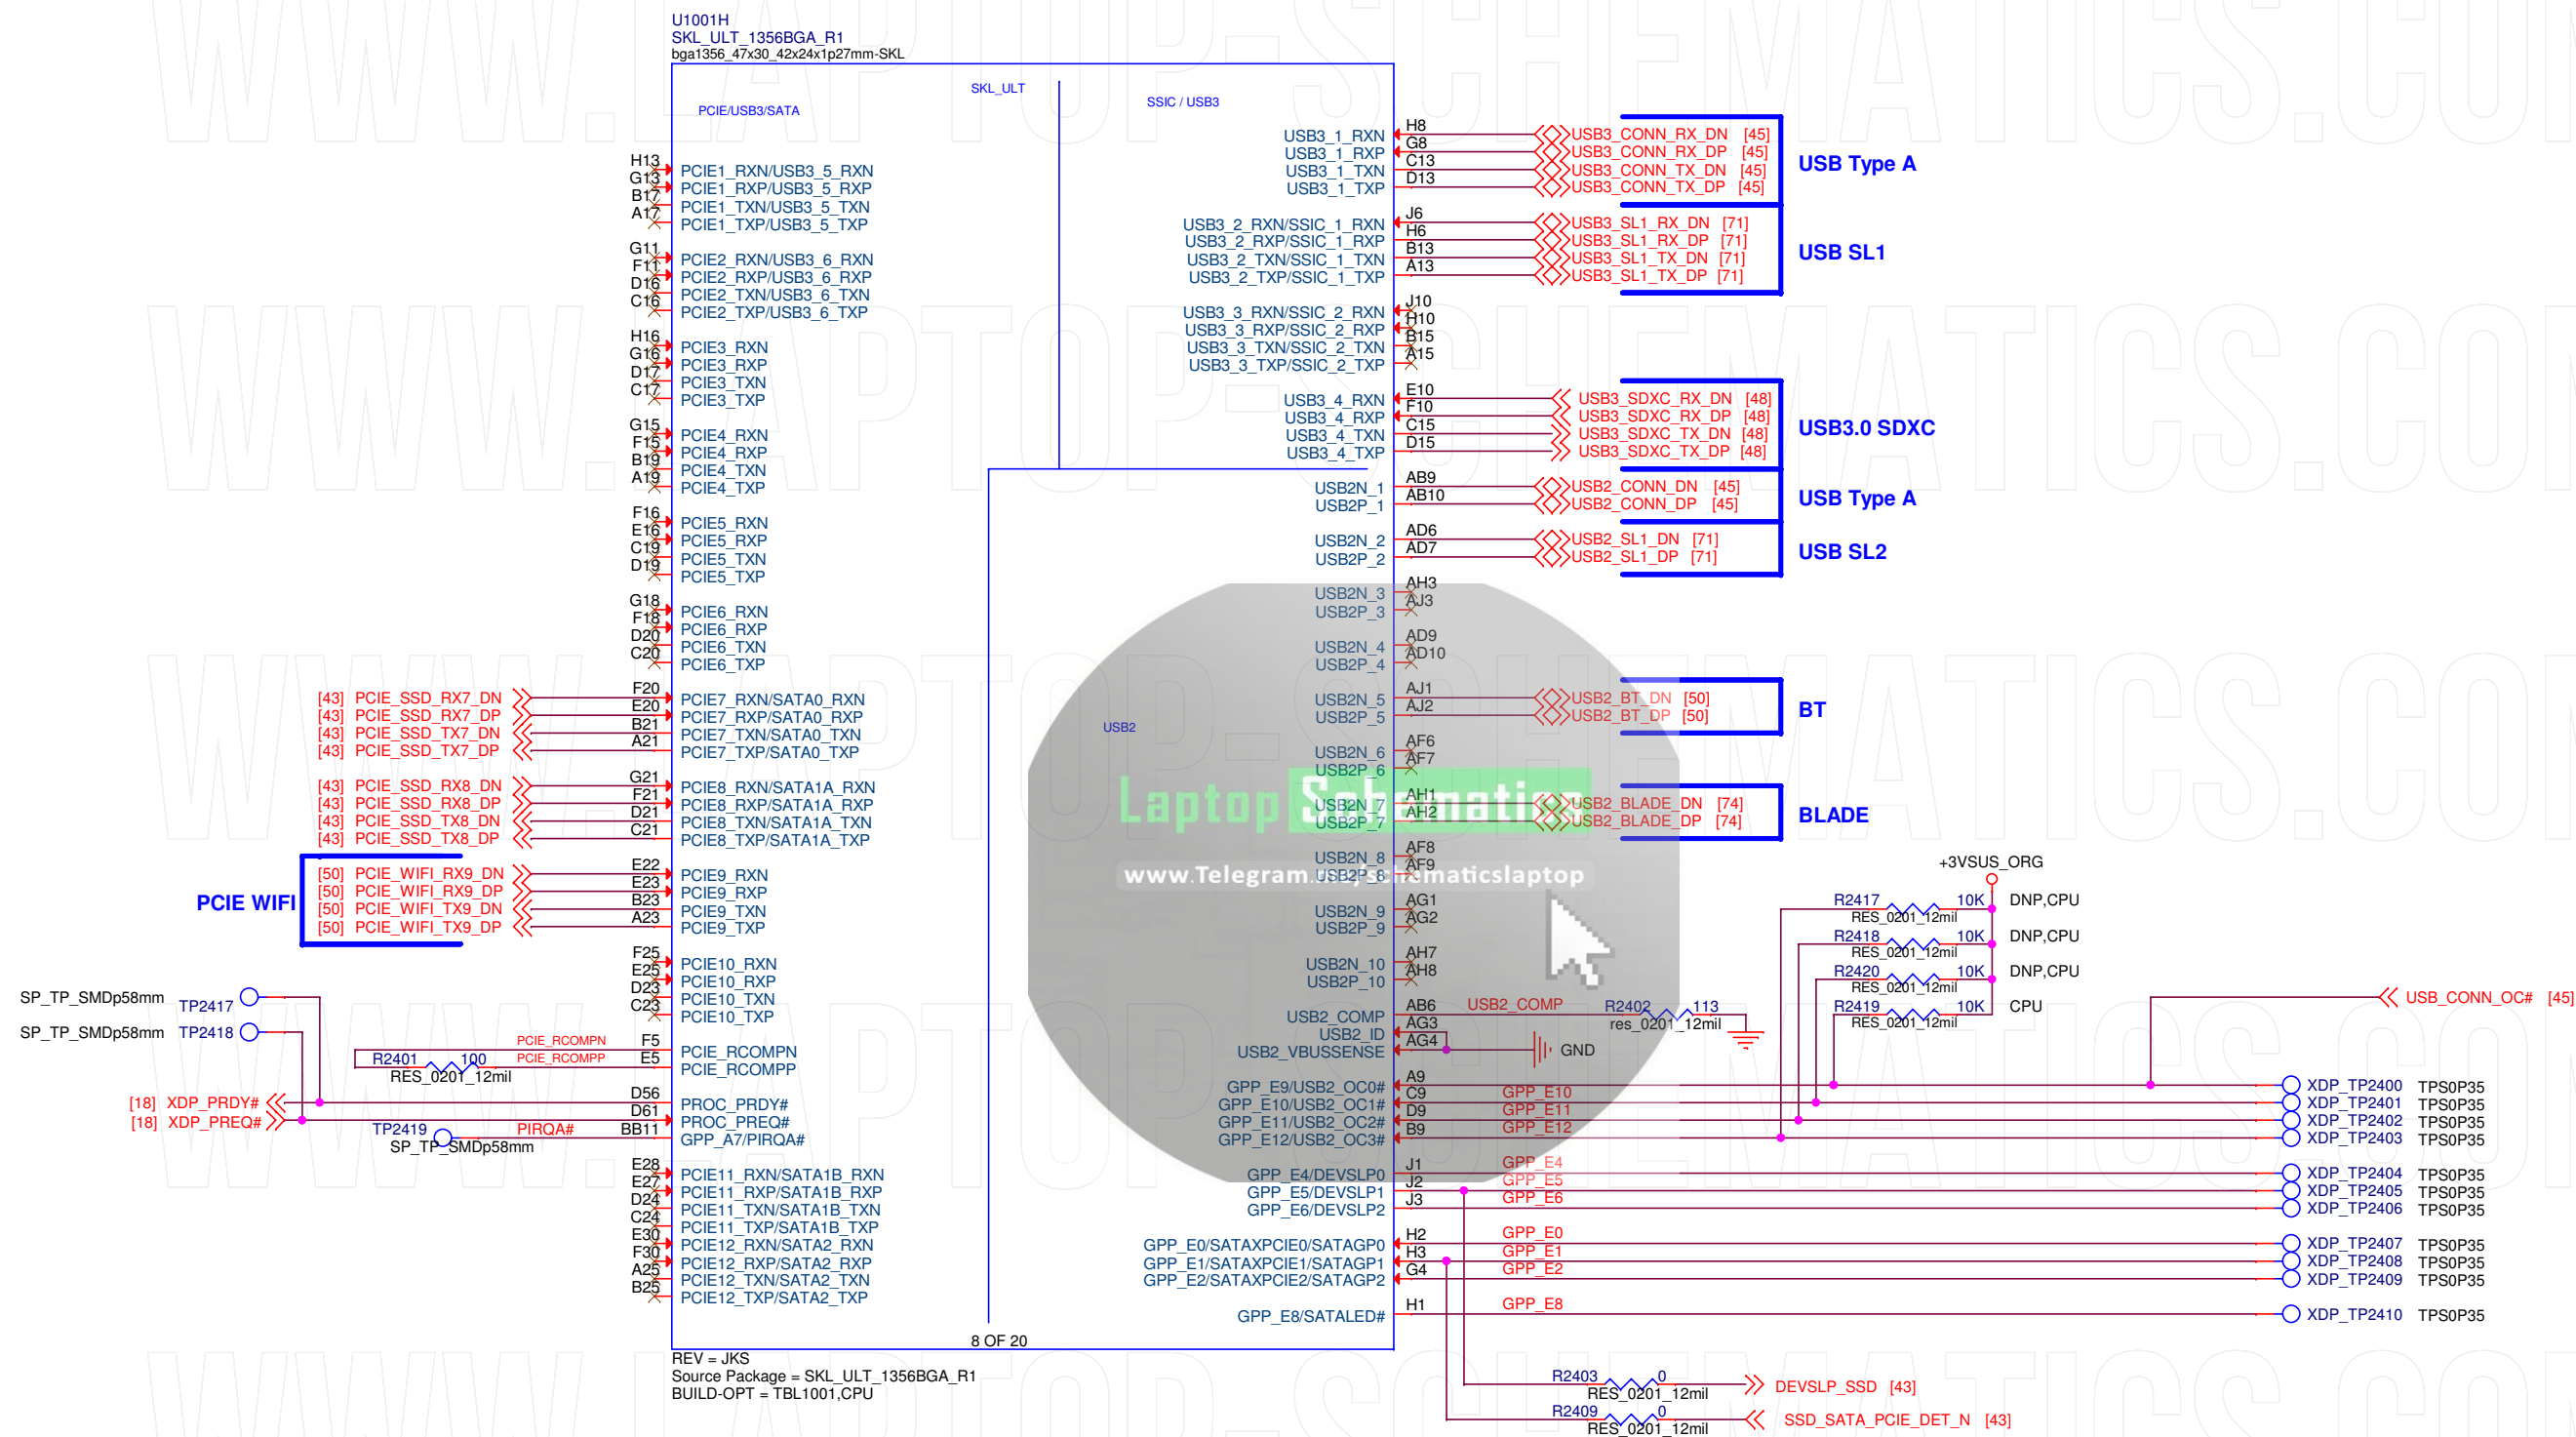 U1001H
SKL_ULT_1356BGA_R1
bga1356_47x30_42x24x1p27mm-SKL
SKL_ULT
PCIE/USB3/SATA
SSIC / USB3
H13 PCIE1_RXN/USB3_5_RXN
G13 PCIE1_RXP/USB3_5_RXP
B17 PCIE1_TXN/USB3_5_TXN
A17 PCIE1_TXP/USB3_5_TXP
G11 PCIE2_RXN/USB3_6_RXN
F11 PCIE2_RXP/USB3_6_RXP
D16 PCIE2_TXN/USB3_6_TXN
C16 PCIE2_TXP/USB3_6_TXP
H16 PCIE3_RXN
G16 PCIE3_RXP
D17 PCIE3_TXN
C17 PCIE3_TXP
G15 PCIE4_RXN
F15 PCIE4_RXP
B19 PCIE4_TXN
A19 PCIE4_TXP
F16 PCIE5_RXN
E16 PCIE5_RXP
C19 PCIE5_TXN
D19 PCIE5_TXP
G18 PCIE6_RXN
F18 PCIE6_RXP
D20 PCIE6_TXN
C20 PCIE6_TXP
[43] PCIE_SSD_RX7_DN F20 PCIE7_RXN/SATA0_RXN
[43] PCIE_SSD_RX7_DP E20 PCIE7_RXP/SATA0_RXP
[43] PCIE_SSD_TX7_DN B21 PCIE7_TXN/SATA0_TXN
[43] PCIE_SSD_TX7_DP A21 PCIE7_TXP/SATA0_TXP
[43] PCIE_SSD_RX8_DN G21 PCIE8_RXN/SATA1A_RXN
[43] PCIE_SSD_RX8_DP F21 PCIE8_RXP/SATA1A_RXP
[43] PCIE_SSD_TX8_DN D21 PCIE8_TXN/SATA1A_TXN
[43] PCIE_SSD_TX8_DP C21 PCIE8_TXP/SATA1A_TXP
PCIE WIFI
[50] PCIE_WIFI_RX9_DN E22 PCIE9_RXN
[50] PCIE_WIFI_RX9_DP E23 PCIE9_RXP
[50] PCIE_WIFI_TX9_DN B23 PCIE9_TXN
[50] PCIE_WIFI_TX9_DP A23 PCIE9_TXP
F25 PCIE10_RXN
E25 PCIE10_RXP
D23 PCIE10_TXN
C23 PCIE10_TXP
SP_TP_SMDp58mm TP2417
SP_TP_SMDp58mm TP2418
PCIE_RCOMPN F5 PCIE_RCOMPN
R2401 100 PCIE_RCOMPP E5 PCIE_RCOMPP
RES_0201_12mil
[18] XDP_PRDY# D56 PROC_PRDY#
[18] XDP_PREQ# D61 PROC_PREQ#
TP2419 PIRQA# BB11 GPP_A7/PIRQA#
SP_TP_SMDp58mm
E28 PCIE11_RXN/SATA1B_RXN
E27 PCIE11_RXP/SATA1B_RXP
D24 PCIE11_TXN/SATA1B_TXN
C24 PCIE11_TXP/SATA1B_TXP
E30 PCIE12_RXN/SATA2_RXN
F30 PCIE12_RXP/SATA2_RXP
A25 PCIE12_TXN/SATA2_TXN
B25 PCIE12_TXP/SATA2_TXP
USB3_1_RXN H8 USB3_CONN_RX_DN [45]
USB3_1_RXP G8 USB3_CONN_RX_DP [45]
USB3_1_TXN C13 USB3_CONN_TX_DN [45]
USB3_1_TXP D13 USB3_CONN_TX_DP [45]
USB Type A
USB3_2_RXN/SSIC_1_RXN J6 USB3_SL1_RX_DN [71]
USB3_2_RXP/SSIC_1_RXP H6 USB3_SL1_RX_DP [71]
USB3_2_TXN/SSIC_1_TXN B13 USB3_SL1_TX_DN [71]
USB3_2_TXP/SSIC_1_TXP A13 USB3_SL1_TX_DP [71]
USB SL1
USB3_3_RXN/SSIC_2_RXN J10
USB3_3_RXP/SSIC_2_RXP H10
USB3_3_TXN/SSIC_2_TXN B15
USB3_3_TXP/SSIC_2_TXP A15
USB3_4_RXN E10 USB3_SDXC_RX_DN [48]
USB3_4_RXP F10 USB3_SDXC_RX_DP [48]
USB3_4_TXN C15 USB3_SDXC_TX_DN [48]
USB3_4_TXP D15 USB3_SDXC_TX_DP [48]
USB3.0 SDXC
USB2N_1 AB9 USB2_CONN_DN [45]
USB2P_1 AB10 USB2_CONN_DP [45]
USB Type A
USB2N_2 AD6 USB2_SL1_DN [71]
USB2P_2 AD7 USB2_SL1_DP [71]
USB SL2
USB2N_3 AH3
USB2P_3 AJ3
USB2N_4 AD9
USB2P_4 AD10
USB2
USB2N_5 AJ1 USB2_BT_DN [50]
USB2P_5 AJ2 USB2_BT_DP [50]
BT
USB2N_6 AF6
USB2P_6 AF7
Laptop Schematics
USB2N_7 AH1 USB2_BLADE_DN [74]
USB2P_7 AH2 USB2_BLADE_DP [74]
BLADE
USB2N_8 AF8
USB2P_8 AF9
www.Telegram.me/schematicslaptop
USB2N_9 AG1
USB2P_9 AG2
USB2N_10 AH7
USB2P_10 AH8
USB2_COMP AB6 USB2_COMP R2402 113
res_0201_12mil
USB2_ID AG3
USB2_VBUSSENSE AG4 GND
+3VSUS_ORG
R2417 10K DNP,CPU
RES_0201_12mil
R2418 10K DNP,CPU
RES_0201_12mil
R2420 10K DNP,CPU
RES_0201_12mil
R2419 10K CPU
RES_0201_12mil
USB_CONN_OC# [45]
GPP_E9/USB2_OC0# A9 XDP_TP2400 TPS0P35
GPP_E10/USB2_OC1# C9 GPP_E10 XDP_TP2401 TPS0P35
GPP_E11/USB2_OC2# D9 GPP_E11 XDP_TP2402 TPS0P35
GPP_E12/USB2_OC3# B9 GPP_E12 XDP_TP2403 TPS0P35
GPP_E4/DEVSLP0 J1 GPP_E4 XDP_TP2404 TPS0P35
GPP_E5/DEVSLP1 J2 GPP_E5 XDP_TP2405 TPS0P35
GPP_E6/DEVSLP2 J3 GPP_E6 XDP_TP2406 TPS0P35
GPP_E0/SATAXPCIE0/SATAGP0 H2 GPP_E0 XDP_TP2407 TPS0P35
GPP_E1/SATAXPCIE1/SATAGP1 H3 GPP_E1 XDP_TP2408 TPS0P35
GPP_E2/SATAXPCIE2/SATAGP2 G4 GPP_E2 XDP_TP2409 TPS0P35
GPP_E8/SATALED# H1 GPP_E8 XDP_TP2410 TPS0P35
8 OF 20
REV = JKS
Source Package = SKL_ULT_1356BGA_R1
BUILD-OPT = TBL1001,CPU
R2403 0 DEVSLP_SSD [43]
RES_0201_12mil
R2409 0 SSD_SATA_PCIE_DET_N [43]
RES_0201_12mil
WWW.LAPTOP-SCHEMATICS.COM
WWW.LAPTOP-SCHEMATICS.COM
WWW.LAPTOP-SCHEMATICS.COM
WWW.LAPTOP-SCHEMATICS.COM
WWW.LAPTOP-SCHEMATICS.COM